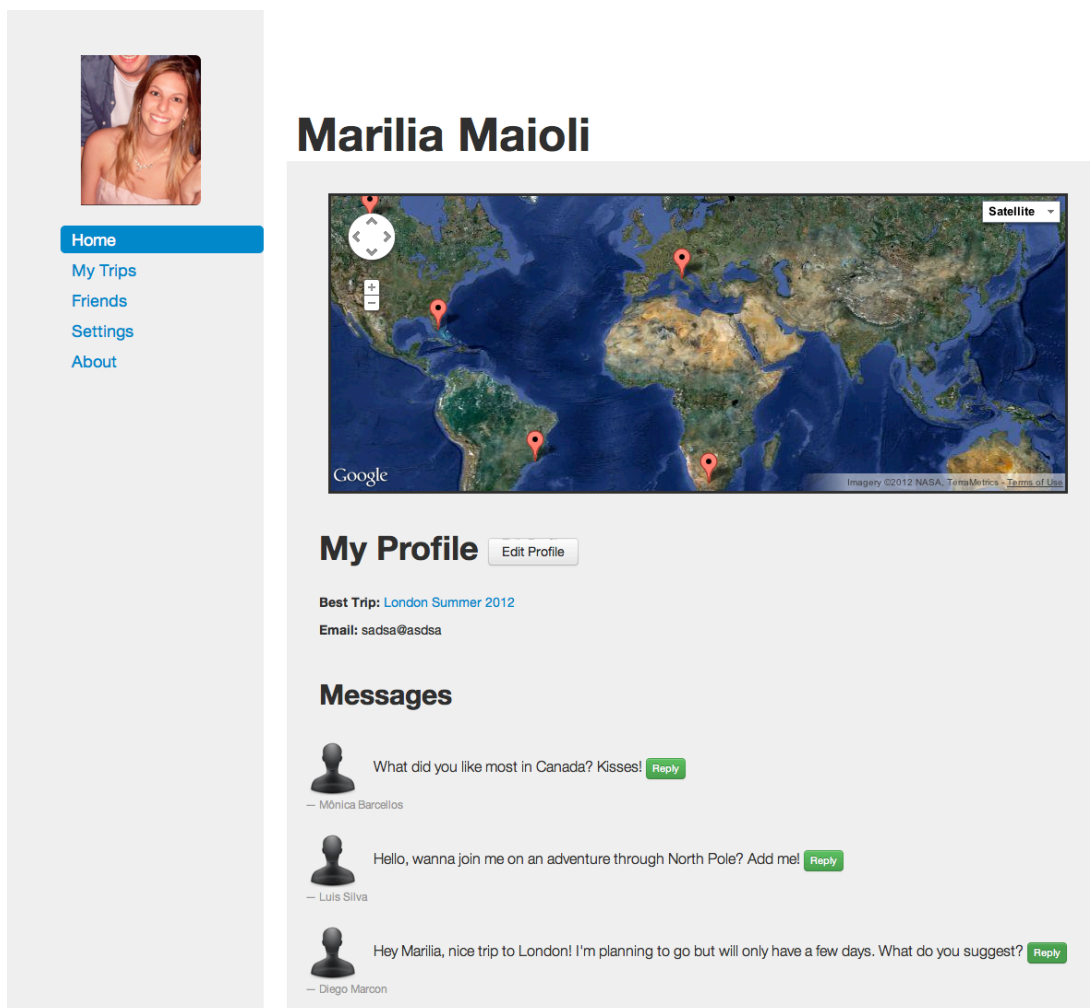 Marilia Maioli
Home
My Trips
Friends
Settings
About
Satellite
+
−
Google
Imagery ©2012 NASA, TerraMetrics - Terms of Use
My Profile Edit Profile
Best Trip: London Summer 2012
Email: sadsa@asdsa
Messages
What did you like most in Canada? Kisses! Reply
— Mônica Barcellos
Hello, wanna join me on an adventure through North Pole? Add me! Reply
— Luis Silva
Hey Marilia, nice trip to London! I'm planning to go but will only have a few days. What do you suggest? Reply
— Diego Marcon